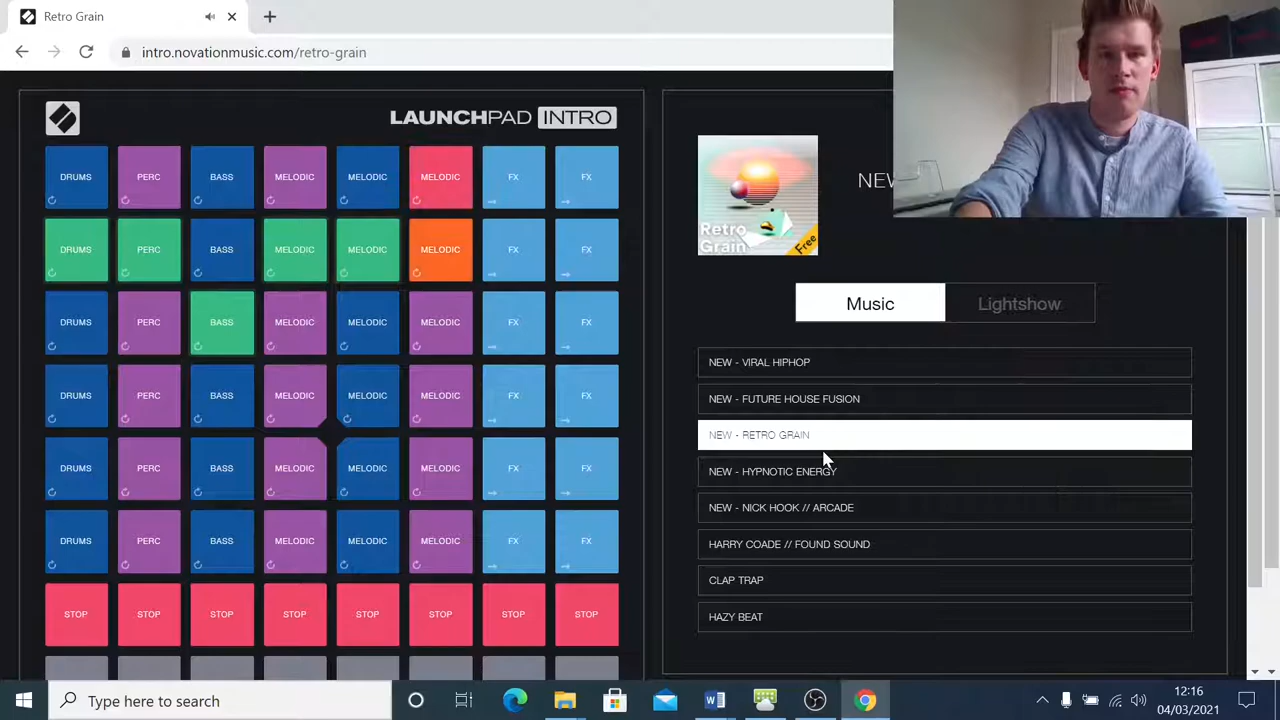 Retro Grain
intro.novationmusic.com/retro-grain
LAUNCHPAD INTRO
DRUMS PERC BASS MELODIC MELODIC MELODIC FX FX
DRUMS PERC BASS MELODIC MELODIC MELODIC FX FX
DRUMS PERC BASS MELODIC MELODIC MELODIC FX FX
DRUMS PERC BASS MELODIC MELODIC MELODIC FX FX
DRUMS PERC BASS MELODIC MELODIC MELODIC FX FX
DRUMS PERC BASS MELODIC MELODIC MELODIC FX FX
STOP STOP STOP STOP STOP STOP STOP STOP
Retro
Grain
Free
Music Lightshow
NEW - VIRAL HIPHOP
NEW - FUTURE HOUSE FUSION
NEW - RETRO GRAIN
NEW - HYPNOTIC ENERGY
NEW - NICK HOOK // ARCADE
HARRY COADE // FOUND SOUND
CLAP TRAP
HAZY BEAT
Type here to search
12:16
04/03/2021